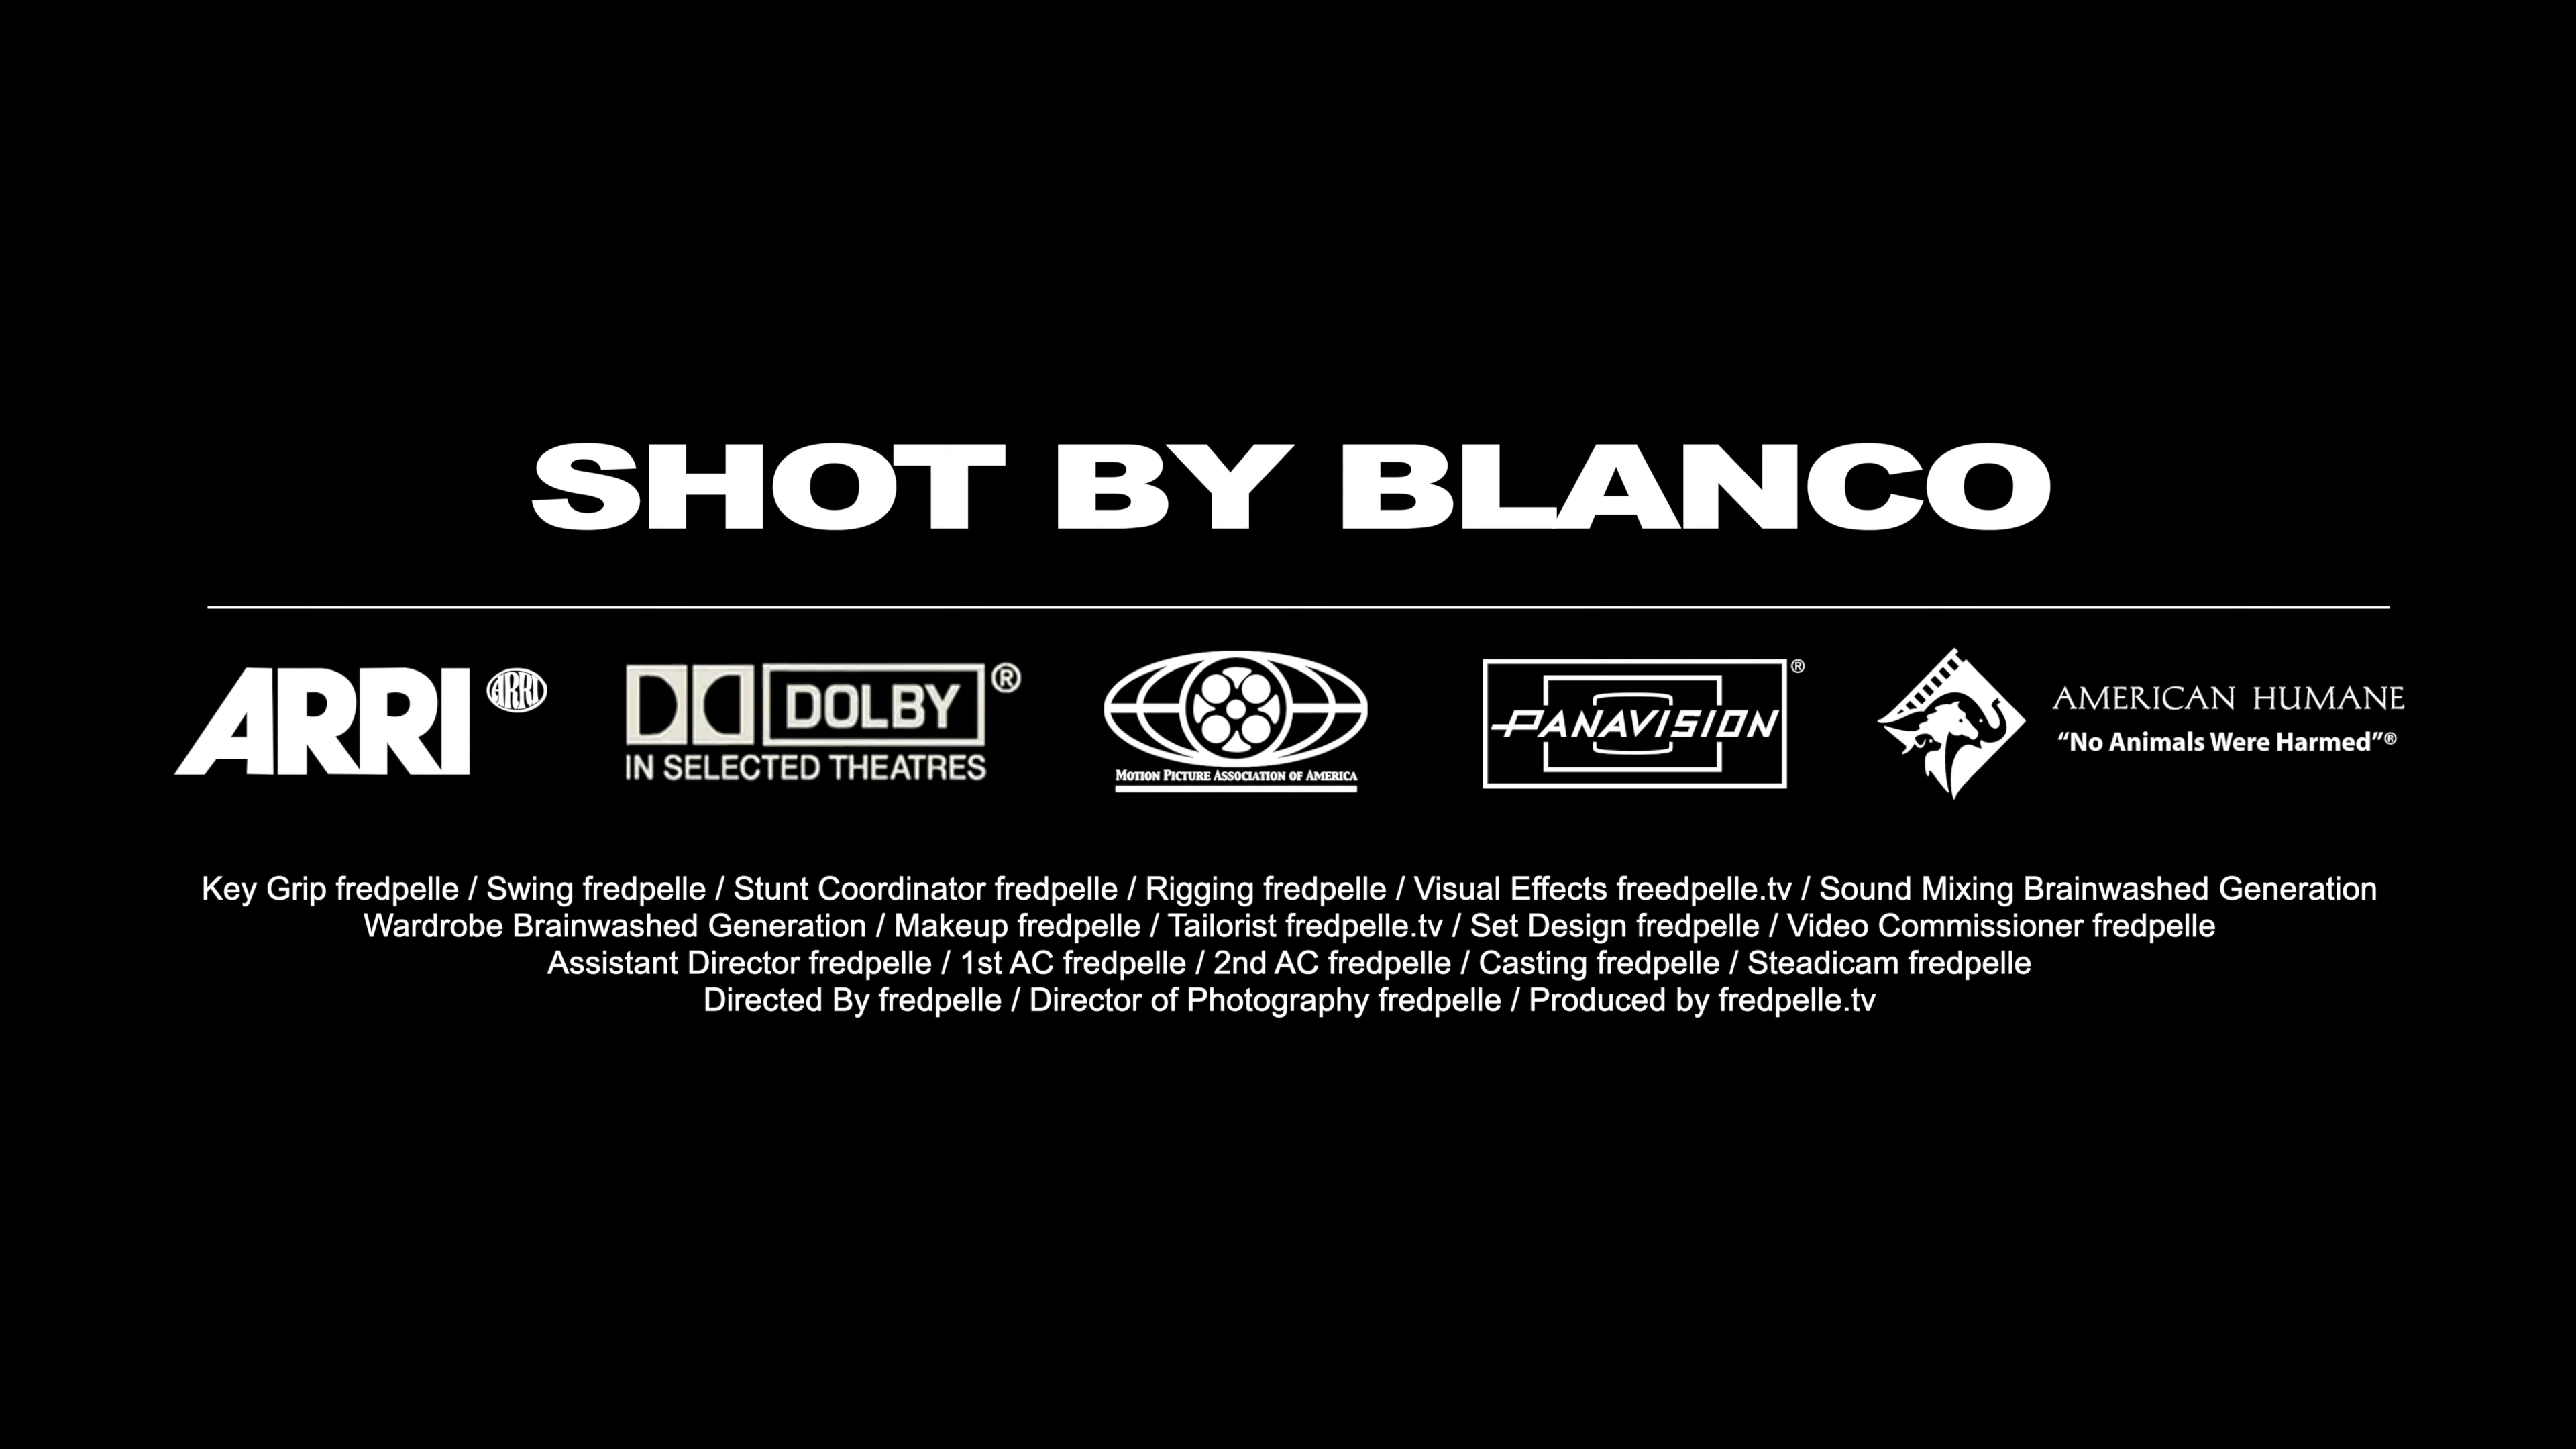 SHOT BY BLANCO
ARRI ARRI
DOLBY ®
IN SELECTED THEATRES
MOTION PICTURE ASSOCIATION OF AMERICA
PANAVISION ®
AMERICAN HUMANE
“No Animals Were Harmed”®
Key Grip fredpelle / Swing fredpelle / Stunt Coordinator fredpelle / Rigging fredpelle / Visual Effects freedpelle.tv / Sound Mixing Brainwashed Generation
Wardrobe Brainwashed Generation / Makeup fredpelle / Tailorist fredpelle.tv / Set Design fredpelle / Video Commissioner fredpelle
Assistant Director fredpelle / 1st AC fredpelle / 2nd AC fredpelle / Casting fredpelle / Steadicam fredpelle
Directed By fredpelle / Director of Photography fredpelle / Produced by fredpelle.tv